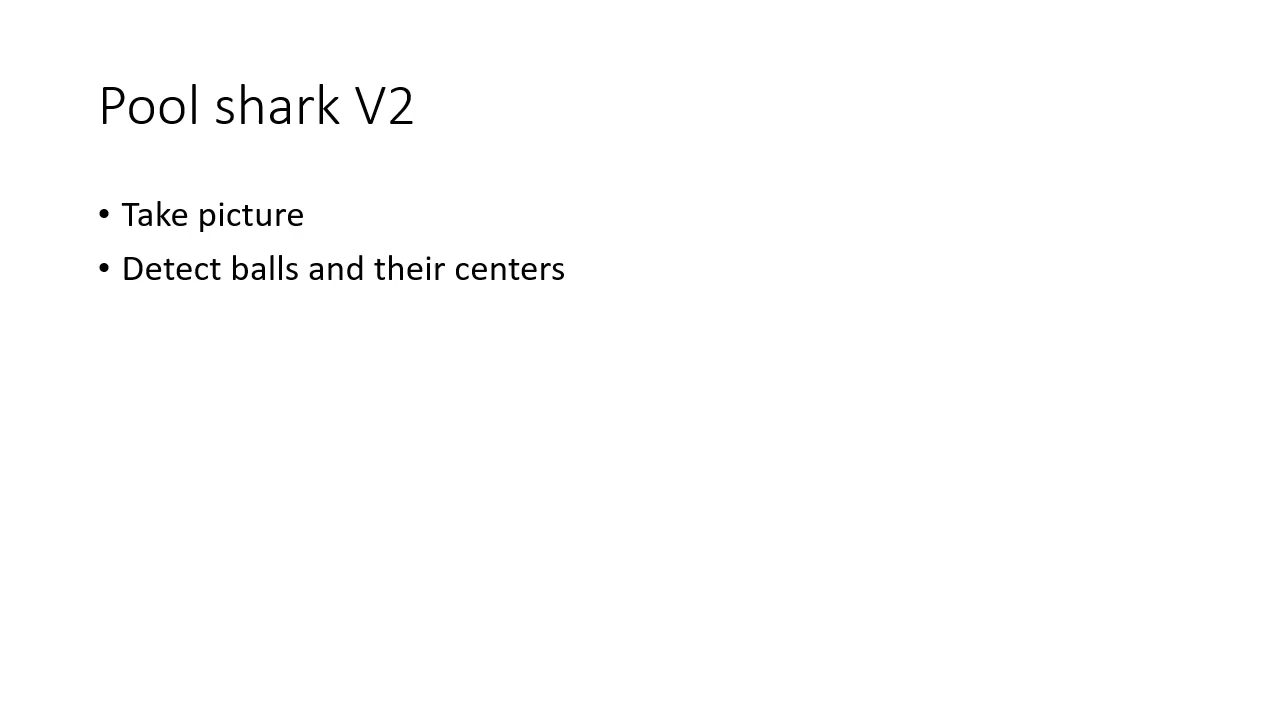 Pool shark V2
• Take picture
• Detect balls and their centers